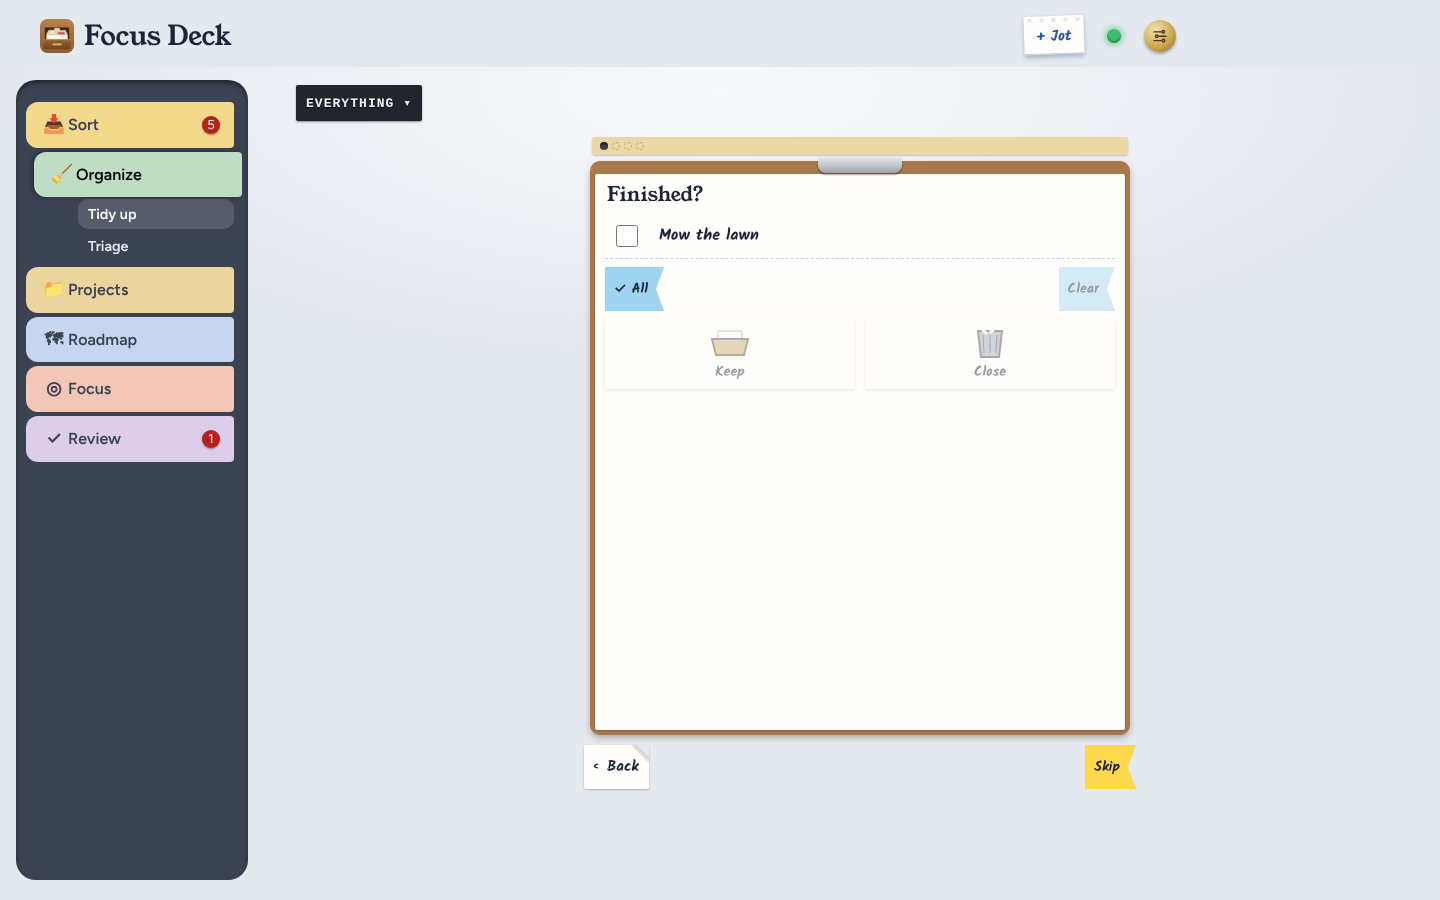 Focus Deck
+ Jot
Sort 5
Organize
Tidy up
Triage
Projects
Roadmap
Focus
Review 1
EVERYTHING ▾
Finished?
Mow the lawn
✓ All
Clear
Keep
Close
< Back
Skip